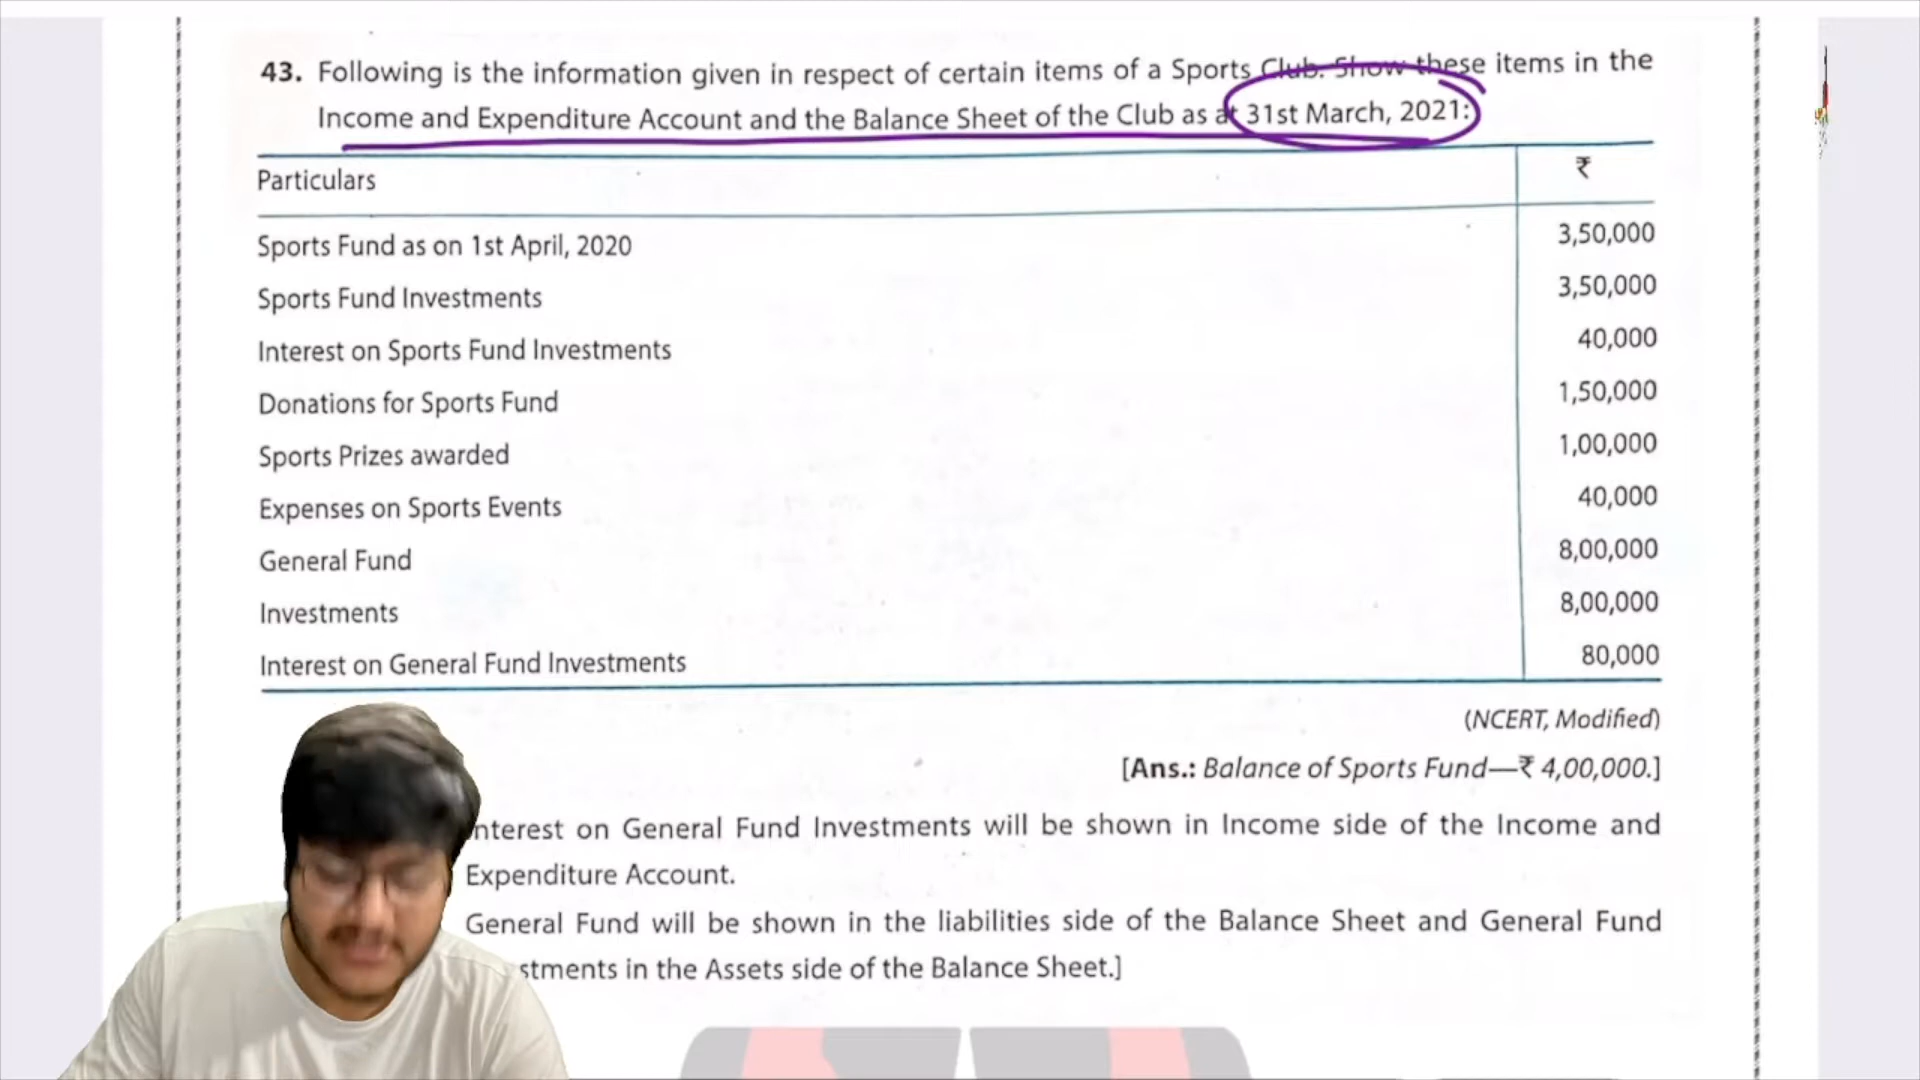 43. Following is the information given in respect of certain items of a Sports Club. Show these items in the
Income and Expenditure Account and the Balance Sheet of the Club as at 31st March, 2021:
Particulars ₹
Sports Fund as on 1st April, 2020 3,50,000
Sports Fund Investments 3,50,000
Interest on Sports Fund Investments 40,000
Donations for Sports Fund 1,50,000
Sports Prizes awarded 1,00,000
Expenses on Sports Events 40,000
General Fund 8,00,000
Investments 8,00,000
Interest on General Fund Investments 80,000
(NCERT, Modified)
[Ans.: Balance of Sports Fund—₹ 4,00,000.]
nterest on General Fund Investments will be shown in Income side of the Income and
Expenditure Account.
General Fund will be shown in the liabilities side of the Balance Sheet and General Fund
stments in the Assets side of the Balance Sheet.]